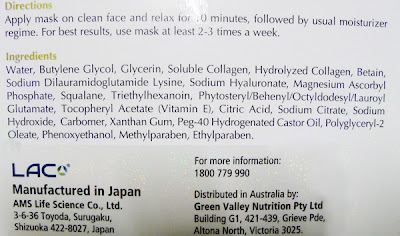 Directions
Apply mask on clean face and relax for 10 minutes, followed by usual moisturizer
regime. For best results, use mask at least 2-3 times a week.
Ingredients
Water, Butylene Glycol, Glycerin, Soluble Collagen, Hydrolyzed Collagen, Betain,
Sodium Dilauramidoglutamide Lysine, Sodium Hyaluronate, Magnesium Ascorbyl
Phosphate, Squalane, Triethylhexanoin, Phytosteryl/Behenyl/Octyldodesyl/Lauroyl
Glutamate, Tocopheryl Acetate (Vitamin E), Citric Acid, Sodium Citrate, Sodium
Hydroxide, Carbomer, Xanthan Gum, Peg-40 Hydrogenated Castor Oil, Polyglyceryl-2
Oleate, Phenoxyethanol, Methylparaben, Ethylparaben.
LAC
Manufactured in Japan
AMS Life Science Co., Ltd.
3-6-36 Toyoda, Surugaku,
Shizuoka 422-8027, Japan
For more information:
1800 779 990
Distributed in Australia by:
Green Valley Nutrition Pty Ltd
Building G1, 421-439, Grieve Pde,
Altona North, Victoria 3025.